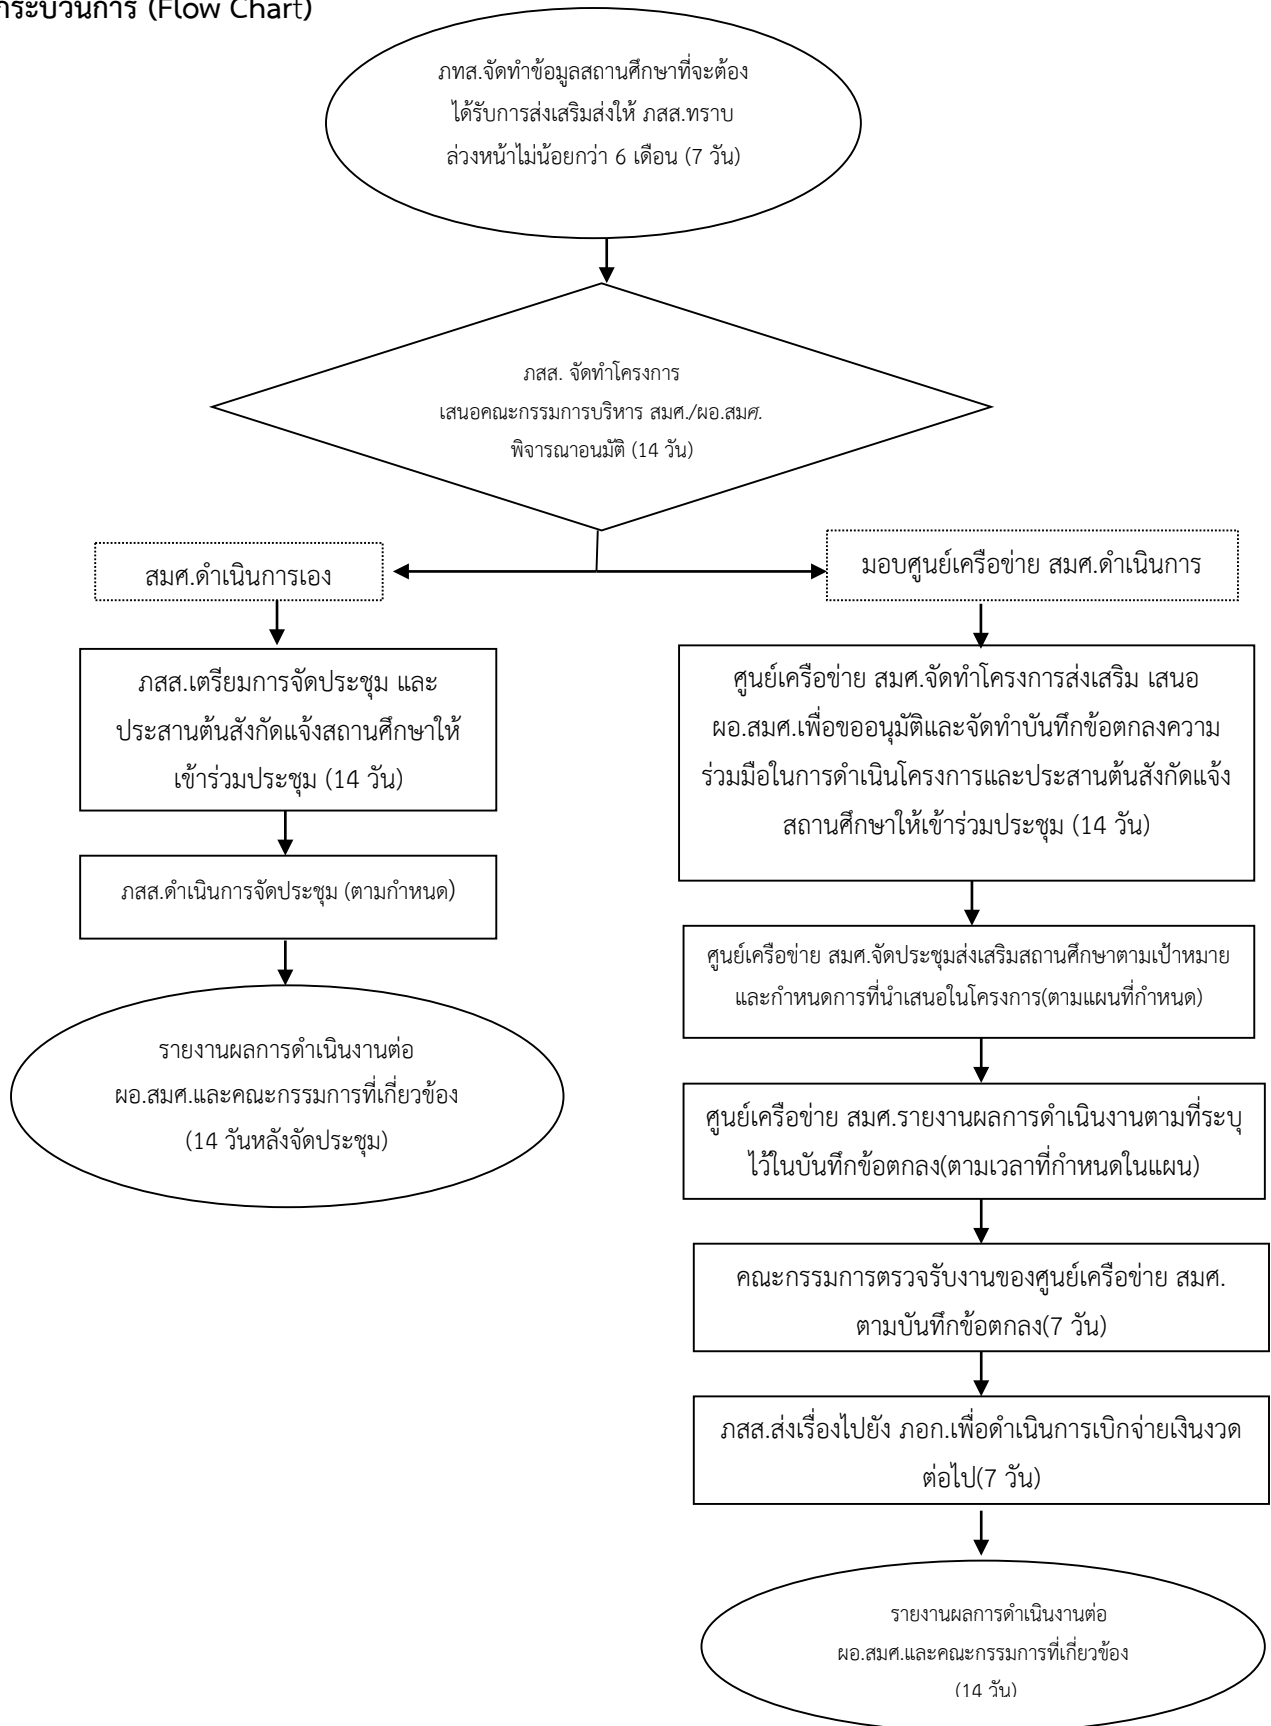 กระบวนการ (Flow Chart)
ภทส.จัดทำข้อมูลสถานศึกษาที่จะต้อง
ได้รับการส่งเสริมส่งให้ ภสส.ทราบ
ล่วงหน้าไม่น้อยกว่า 6 เดือน (7 วัน)
ภสส. จัดทำโครงการ
เสนอคณะกรรมการบริหาร สมศ./ผอ.สมศ.
พิจารณาอนมัติ (14 วัน)
สมศ.ดำเนินการเอง
มอบศูนย์เครือข่าย สมศ.ดำเนินการ
ภสส.เตรียมการจัดประชุม และ
ประสานต้นสังกัดแจ้งสถานศึกษาให้
เข้าร่วมประชุม (14 วัน)
ภสส.ดำเนินการจัดประชุม (ตามกำหนด)
รายงานผลการดำเนินงานต่อ
ผอ.สมศ.และคณะกรรมการที่เกี่ยวข้อง
(14 วันหลังจัดประชุม)
ศูนย์เครือข่าย สมศ.จัดทำโครงการส่งเสริม เสนอ
ผอ.สมศ.เพื่อขออนุมัติและจัดทำบันทึกข้อตกลงความ
ร่วมมือในการดำเนินโครงการและประสานต้นสังกัดแจ้ง
สถานศึกษาให้เข้าร่วมประชุม (14 วัน)
ศูนย์เครือข่าย สมศ.จัดประชุมส่งเสริมสถานศึกษาตามเป้าหมาย
และกำหนดการที่นำเสนอในโครงการ(ตามแผนที่กำหนด)
ศูนย์เครือข่าย สมศ.รายงานผลการดำเนินงานตามที่ระบุ
ไว้ในบันทึกข้อตกลง(ตามเวลาที่กำหนดในแผน)
คณะกรรมการตรวจรับงานของศูนย์เครือข่าย สมศ.
ตามบันทึกข้อตกลง(7 วัน)
ภสส.ส่งเรื่องไปยัง ภอก.เพื่อดำเนินการเบิกจ่ายเงินงวด
ต่อไป(7 วัน)
รายงานผลการดำเนินงานต่อ
ผอ.สมศ.และคณะกรรมการที่เกี่ยวข้อง
(14 วัน)